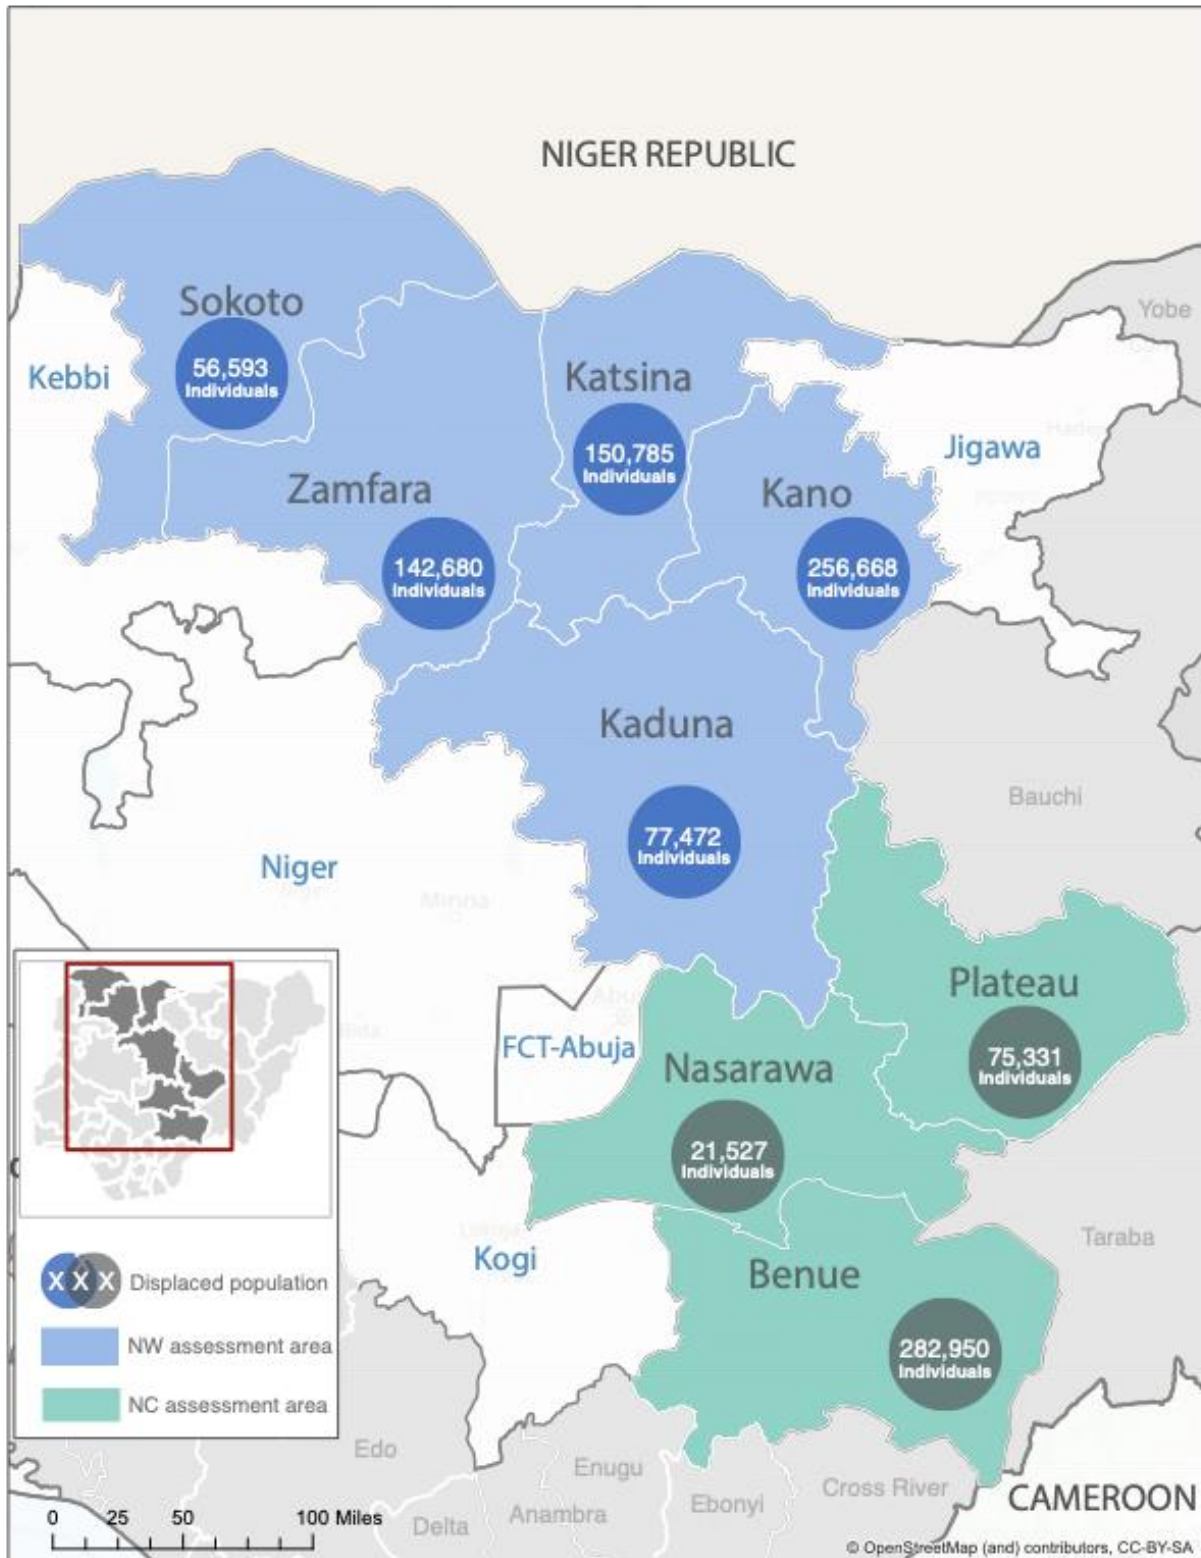 NIGER REPUBLIC
Yobe
Sokoto
56,593
Individuals
Kebbi
Katsina
150,785
Individuals
Jigawa
Zamfara
142,680
Individuals
Kano
256,668
Individuals
Kaduna
77,472
Individuals
Bauchi
Niger
Minna
Plateau
75,331
Individuals
FCT-Abuja
Nasarawa
21,527
Individuals
Taraba
Kogi
Benue
282,950
Individuals
X X X Displaced population
NW assessment area
NC assessment area
Edo
Enugu
Anambra
Ebonyi
Cross River
Delta
CAMEROON
0 25 50 100 Miles
© OpenStreetMap (and) contributors, CC-BY-SA